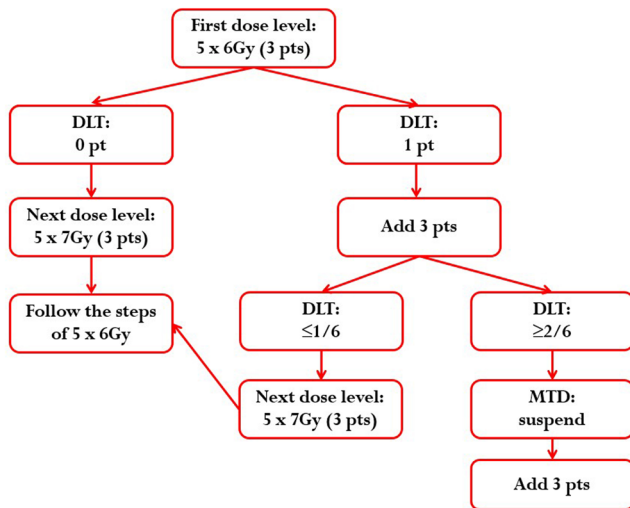 First dose level:
5 x 6Gy (3 pts)
DLT:
0 pt
DLT:
1 pt
Next dose level:
5 x 7Gy (3 pts)
Add 3 pts
Follow the steps
of 5 x 6Gy
DLT:
≤1/6
DLT:
≥2/6
Next dose level:
5 x 7Gy (3 pts)
MTD:
suspend
Add 3 pts